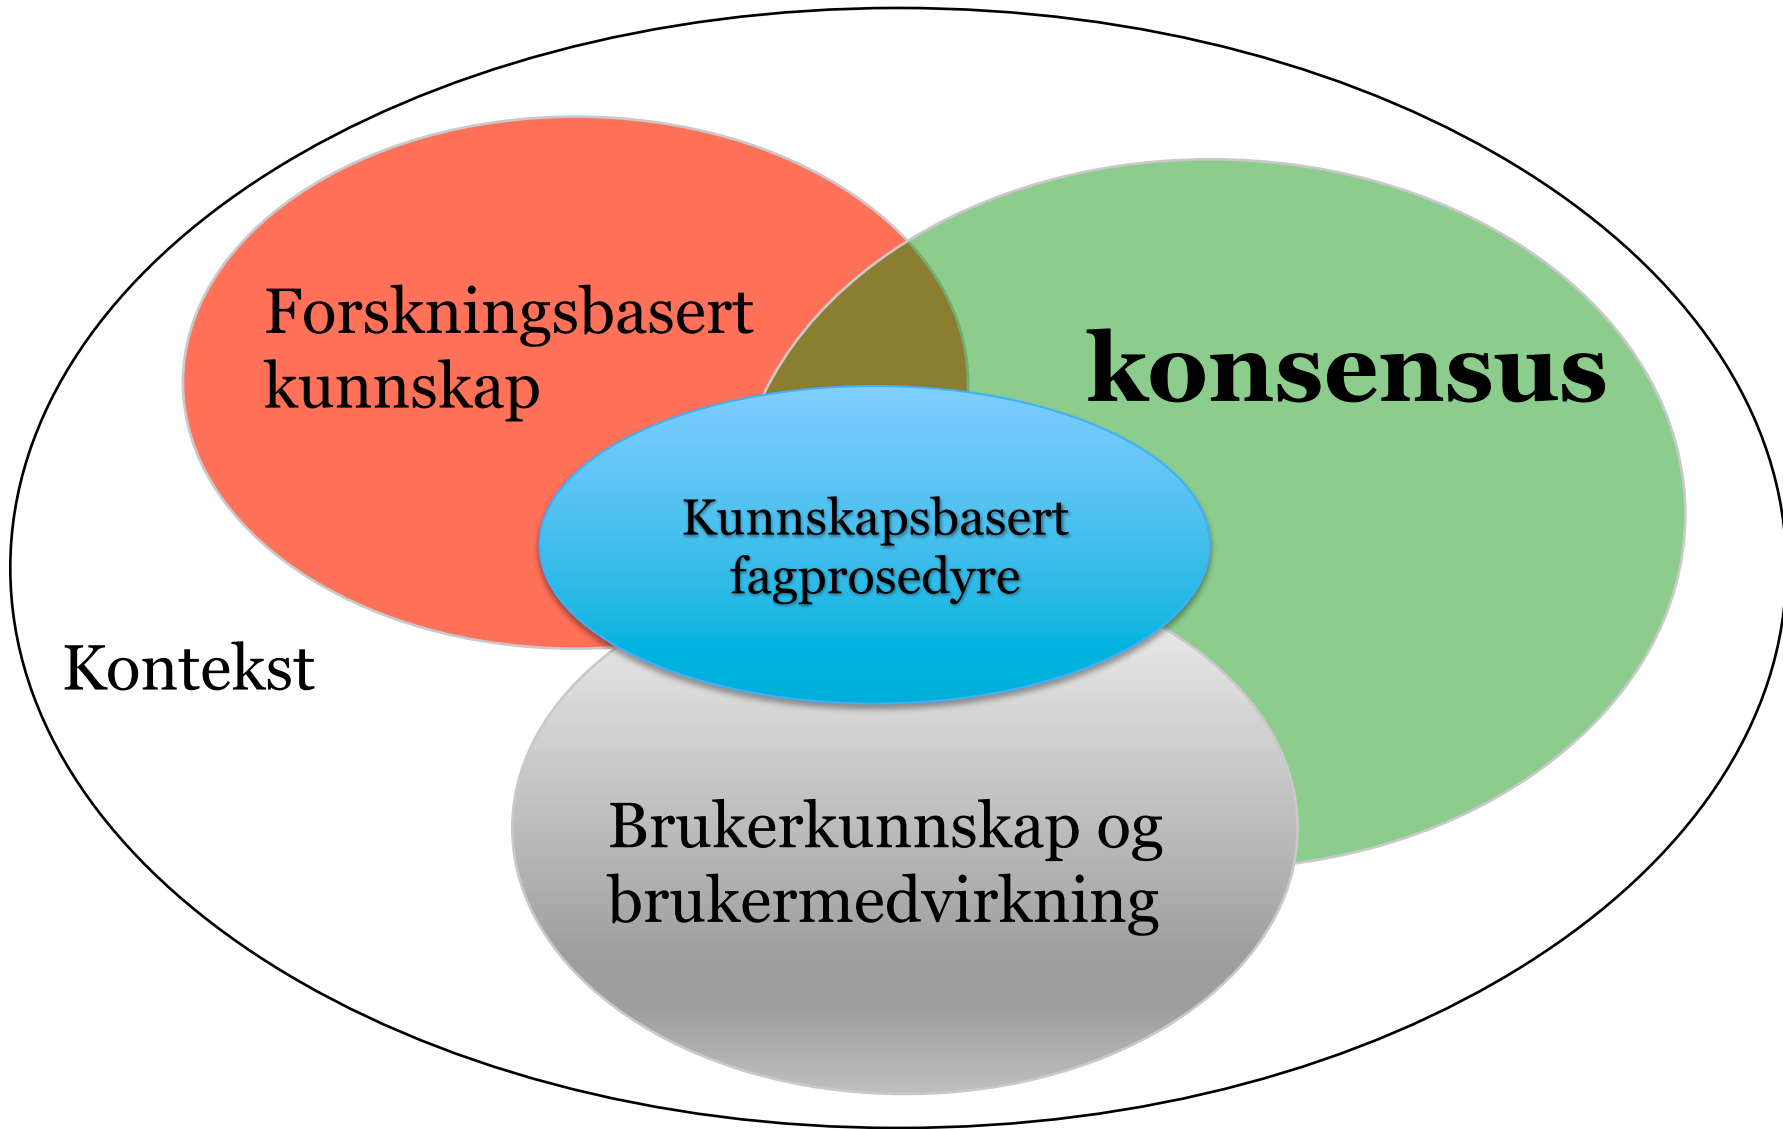 Forskningsbasert
kunnskap
konsensus
Kunnskapsbasert
fagprosedyre
Kontekst
Brukerkunnskap og
brukermedvirkning